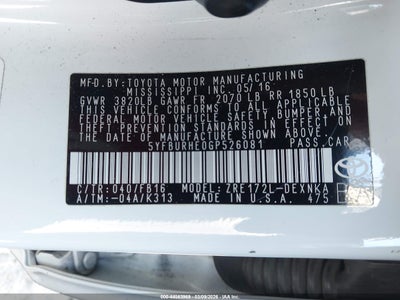 MFD.BY:TOYOTA MOTOR MANUFACTURING
MISSISSIPPI INC. 05/16
GVWR 3820LB GAWR FR 2070 LB RR 1850 LB
THIS VEHICLE CONFORMS TO ALL APPLICABLE
FEDERAL MOTOR VEHICLE SAFETY, BUMPER, AND
THEFT PREVENTION STANDARDS IN EFFECT ON THE
DATE OF MANUFACTURE SHOWN ABOVE.
5YFBURHE0GP526081 PASS.CAR
C/TR:040/FB16 MODEL:ZRE172L-DEXNKA
A/TM:-04A/K313 MADE IN U.S.A. 475